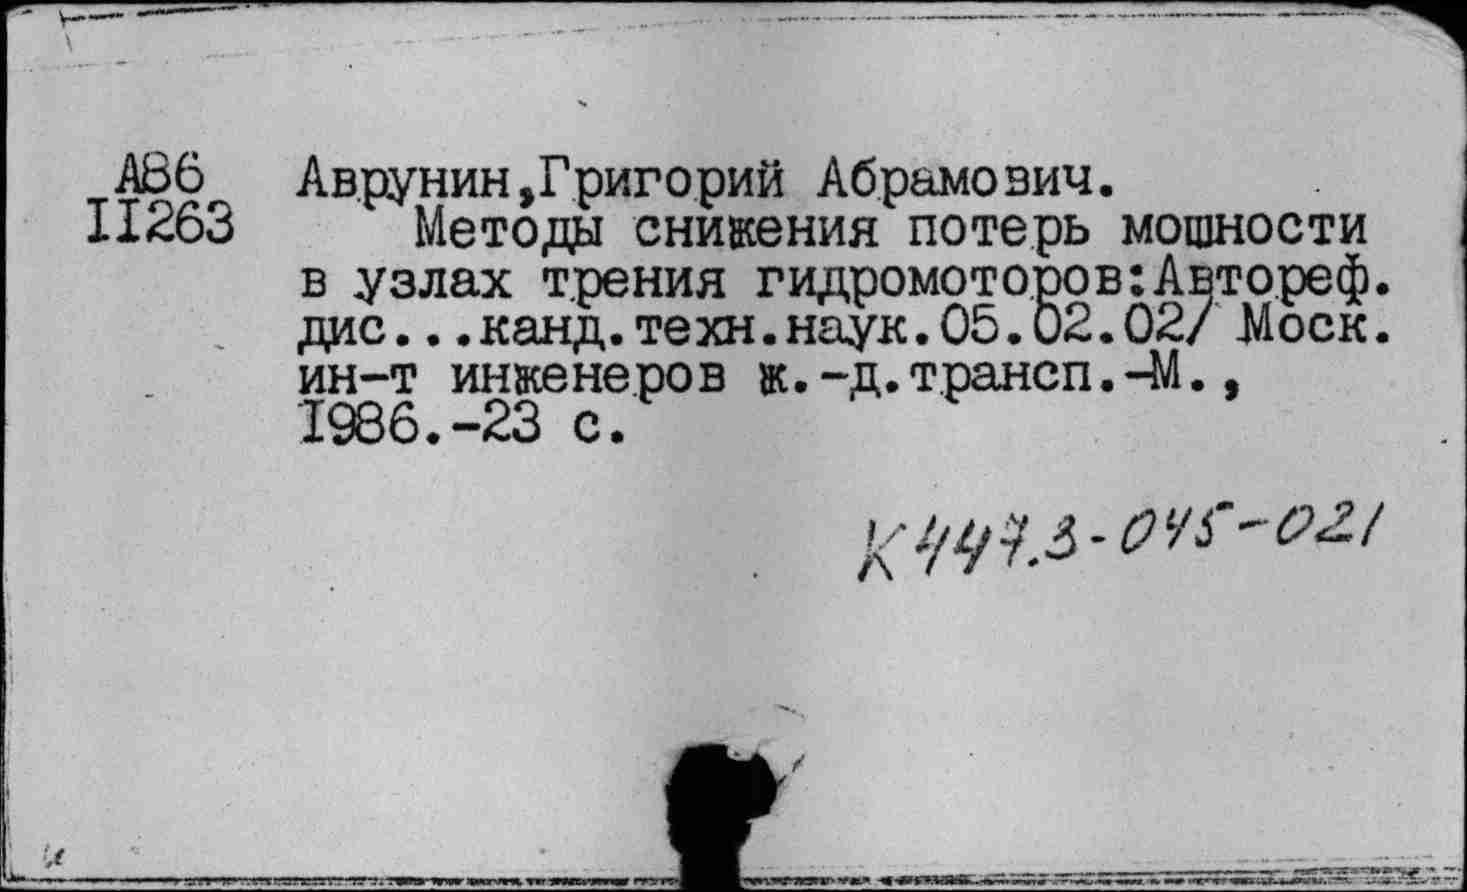 А86 Аврунин,Григорий Абрамович.
11263 Методы снижения потерь мощности
в узлах трения гидромоторов:Автореф.
дис...канд.техн.наук.05.02.02/ Моск.
ин-т инженеров ж.-д.трансп.-М.,
1986.-23 с.
К447.3-045-021